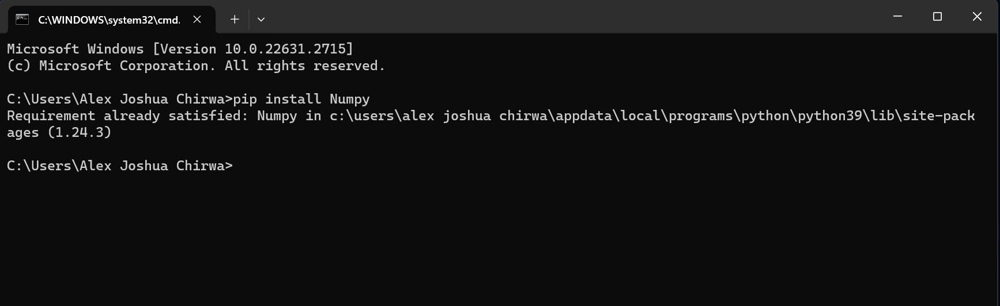 C:\WINDOWS\system32\cmd.
Microsoft Windows [Version 10.0.22631.2715]
(c) Microsoft Corporation. All rights reserved.
C:\Users\Alex Joshua Chirwa>pip install Numpy
Requirement already satisfied: Numpy in c:\users\alex joshua chirwa\appdata\local\programs\python\python39\lib\site-pack
ages (1.24.3)
C:\Users\Alex Joshua Chirwa>